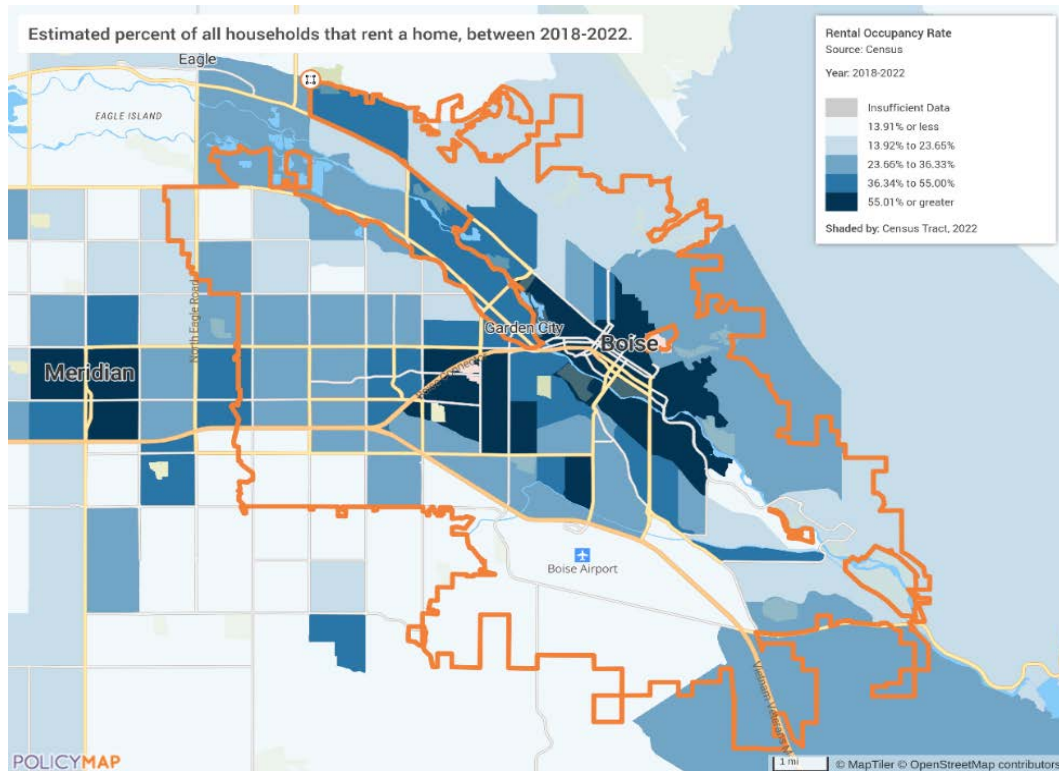 Estimated percent of all households that rent a home, between 2018-2022.
Rental Occupancy Rate
Source: Census
Year: 2018-2022
Insufficient Data
13.91% or less
13.92% to 23.65%
23.66% to 36.33%
36.34% to 55.00%
55.01% or greater
Shaded by: Census Tract, 2022
Eagle
EAGLE ISLAND
North Eagle Road
Garden City
Boise
Meridian
Boise Airport
1 mi
POLICYMAP
© MapTiler © OpenStreetMap contributors